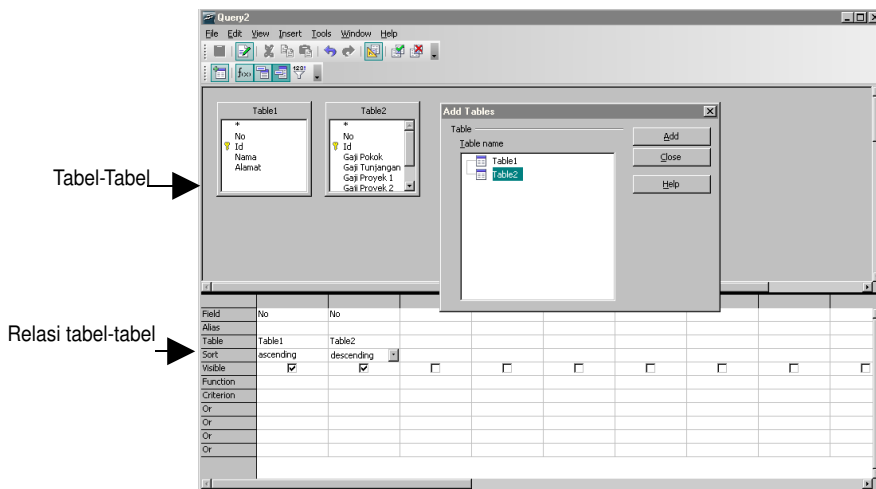 Query2
File Edit View Insert Tools Window Help
Table1
*
No
Id
Nama
Alamat
Table2
*
No
Id
Gaji Pokok
Gaji Tunjangan
Gaji Proyek 1
Gaji Proyek 2
Add Tables
Table
Table name
Table1
Table2
Add
Close
Help
Tabel-Tabel
Relasi tabel-tabel
Field No No
Alias
Table Table1 Table2
Sort ascending descending
Visible
Function
Criterion
Or
Or
Or
Or